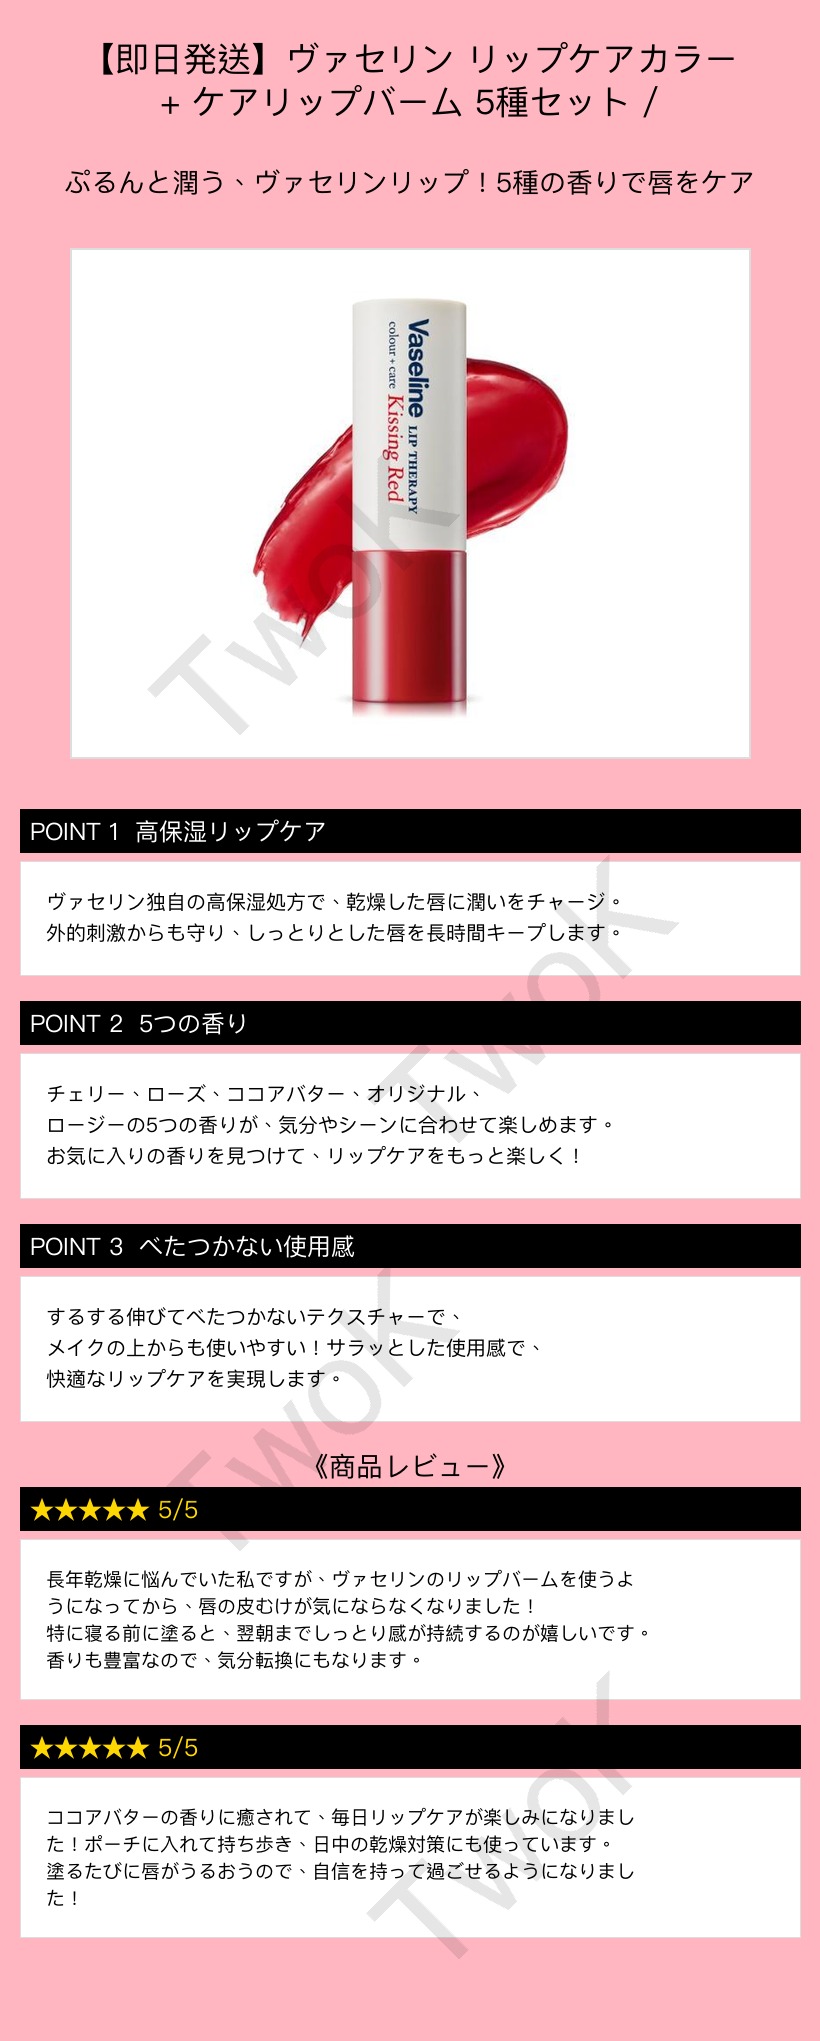 【即日発送】ヴァセリン リップケアカラー
+ ケアリップバーム 5種セット /
ぷるんと潤う、ヴァセリンリップ！5種の香りで唇をケア
Vaseline LIP THERAPY
colour + care Kissing Red
TwoK
POINT 1 高保湿リップケア
ヴァセリン独自の高保湿処方で、乾燥した唇に潤いをチャージ。
外的刺激からも守り、しっとりとした唇を長時間キープします。
TwoK
POINT 2 5つの香り
チェリー、ローズ、ココアバター、オリジナル、
ロージーの5つの香りが、気分やシーンに合わせて楽しめます。
お気に入りの香りを見つけて、リップケアをもっと楽しく！
POINT 3 べたつかない使用感
するする伸びてべたつかないテクスチャーで、
メイクの上からも使いやすい！サラッとした使用感で、
快適なリップケアを実現します。
TwoK
《商品レビュー》
★★★★★ 5/5
長年乾燥に悩んでいた私ですが、ヴァセリンのリップバームを使うよ
うになってから、唇の皮むけが気にならなくなりました！
特に寝る前に塗ると、翌朝までしっとり感が持続するのが嬉しいです。
香りも豊富なので、気分転換にもなります。
★★★★★ 5/5
ココアバターの香りに癒されて、毎日リップケアが楽しみになりまし
た！ポーチに入れて持ち歩き、日中の乾燥対策にも使っています。
塗るたびに唇がうるおうので、自信を持って過ごせるようになりまし
た！
TwoK